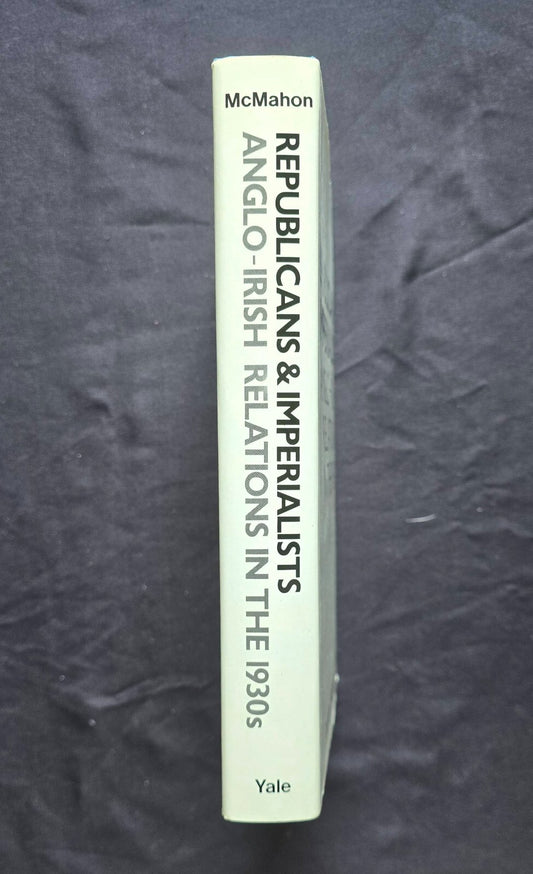 McMahon
REPUBLICANS & IMPERIALISTS
ANGLO-IRISH RELATIONS IN THE 1930s
Yale